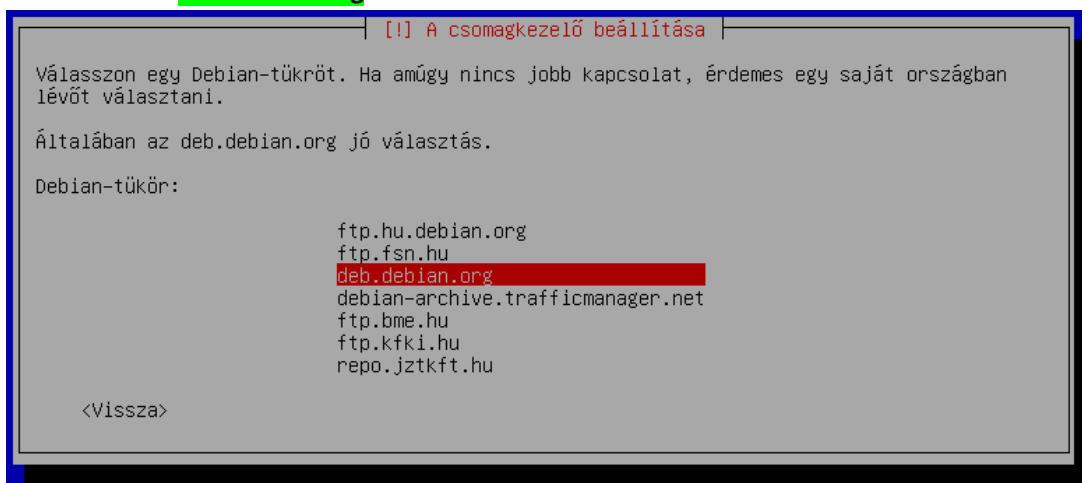 [!] A csomagkezelő beállítása
Válasszon egy Debian-tükröt. Ha amúgy nincs jobb kapcsolat, érdemes egy saját országban
lévőt választani.
Általában az deb.debian.org jó választás.
Debian-tükör:
ftp.hu.debian.org
ftp.fsn.hu
deb.debian.org
debian-archive.trafficmanager.net
ftp.bme.hu
ftp.kfki.hu
repo.jztkft.hu
<Vissza>